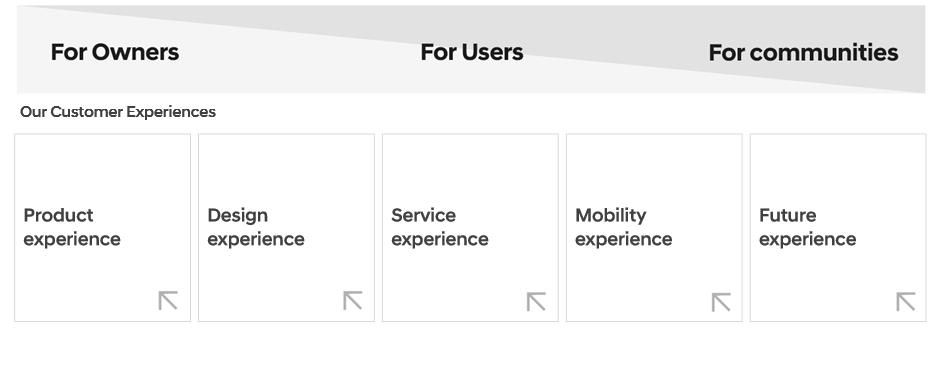 For Owners For Users For communities
Our Customer Experiences
Product experience
Design experience
Service experience
Mobility experience
Future experience